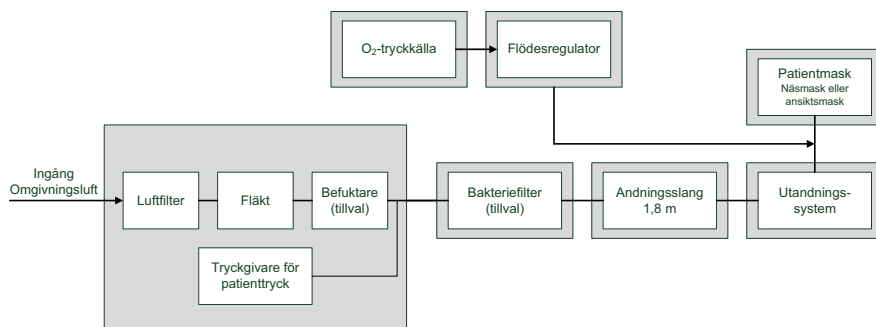 O₂-tryckkälla
Flödesregulator
Patientmask
Näsmask eller
ansiktsmask
Ingång
Omgivningsluft
Luftfilter
Fläkt
Befuktare
(tillval)
Bakteriefilter
(tillval)
Andningsslang
1,8 m
Utandnings-
system
Tryckgivare för
patienttryck